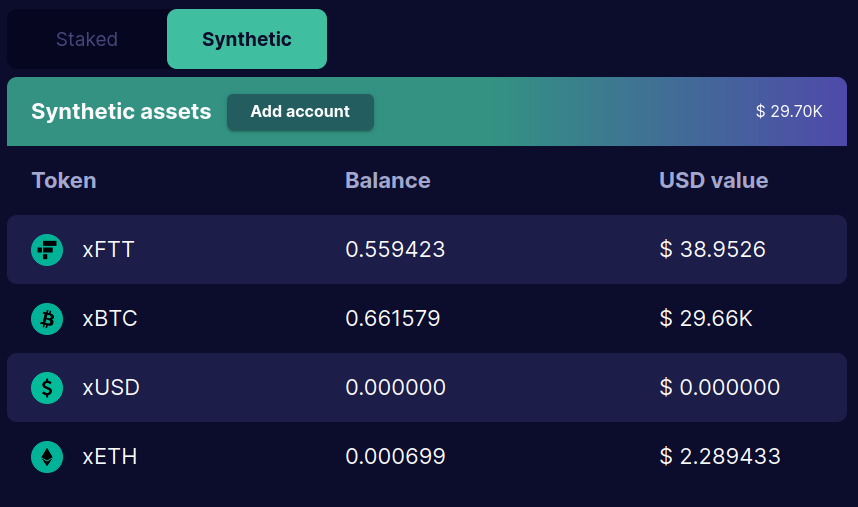 Staked Synthetic
Synthetic assets Add account $ 29.70K
Token Balance USD value
xFTT 0.559423 $ 38.9526
xBTC 0.661579 $ 29.66K
xUSD 0.000000 $ 0.000000
xETH 0.000699 $ 2.289433